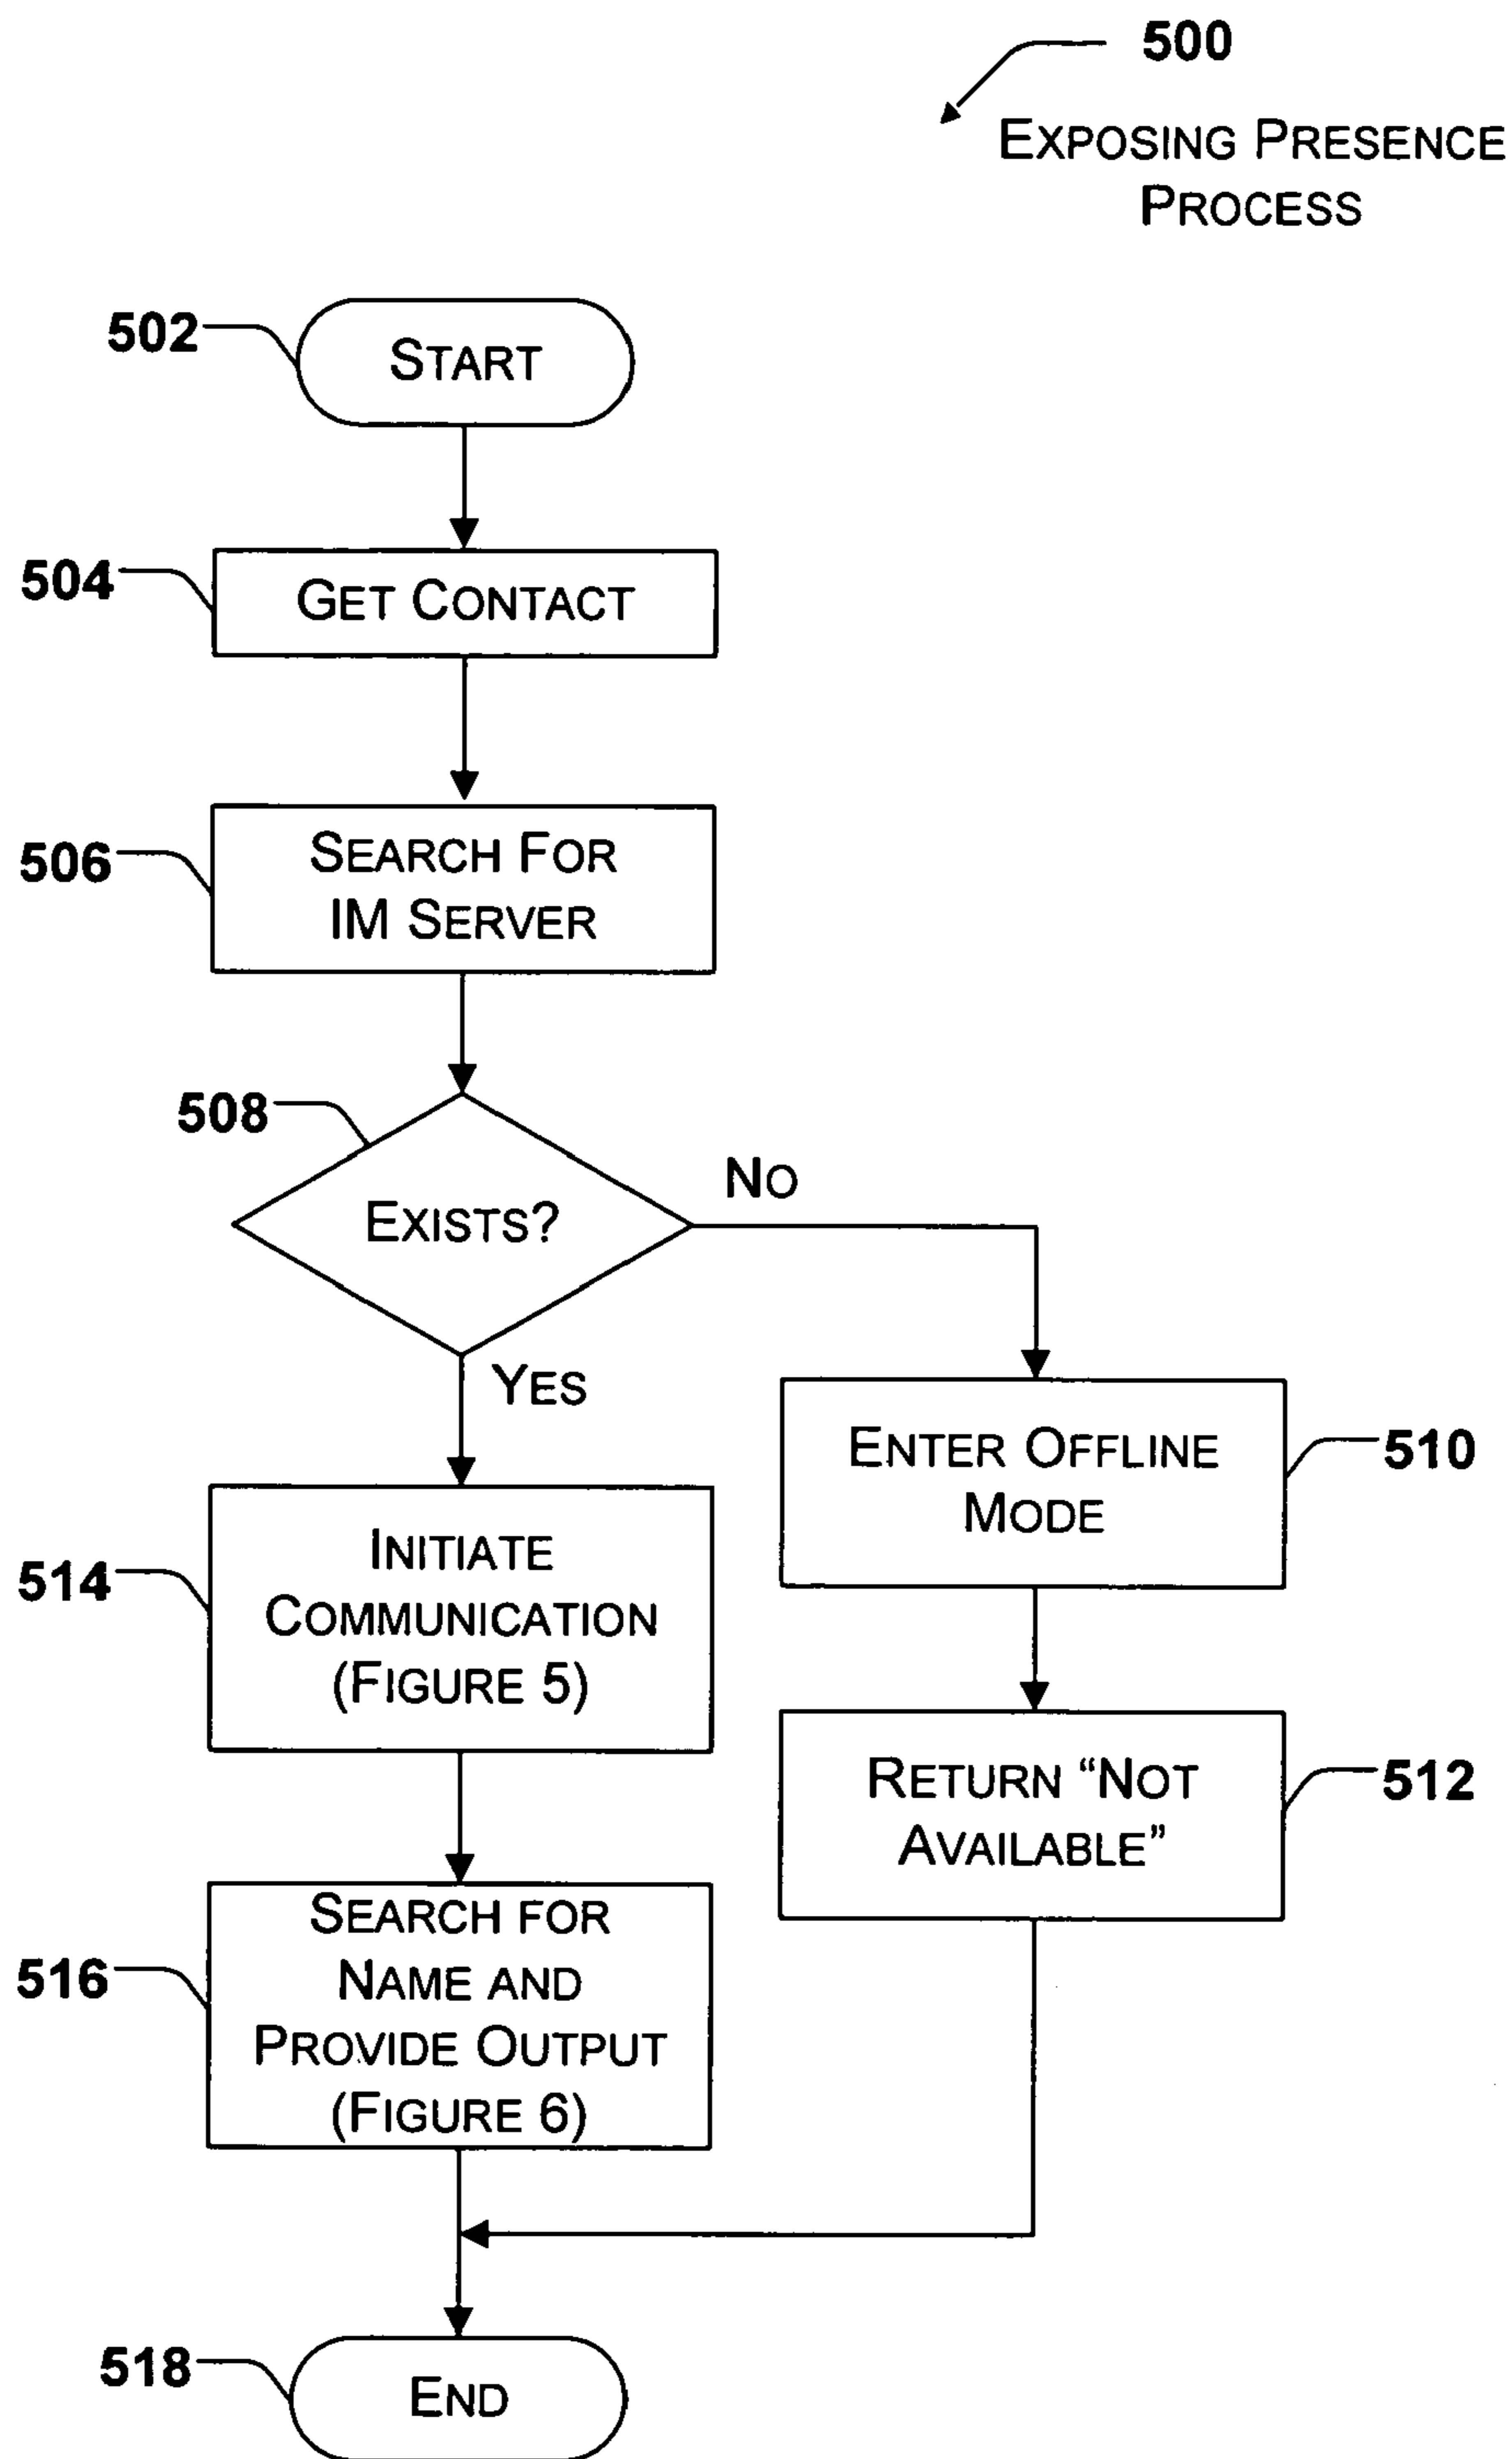 500
EXPOSING PRESENCE
PROCESS
502
START
504
GET CONTACT
506
SEARCH FOR
IM SERVER
508
EXISTS?
NO
YES
ENTER OFFLINE
MODE
510
514
INITIATE
COMMUNICATION
(FIGURE 5)
RETURN “NOT
AVAILABLE”
512
516
SEARCH FOR
NAME AND
PROVIDE OUTPUT
(FIGURE 6)
518
END